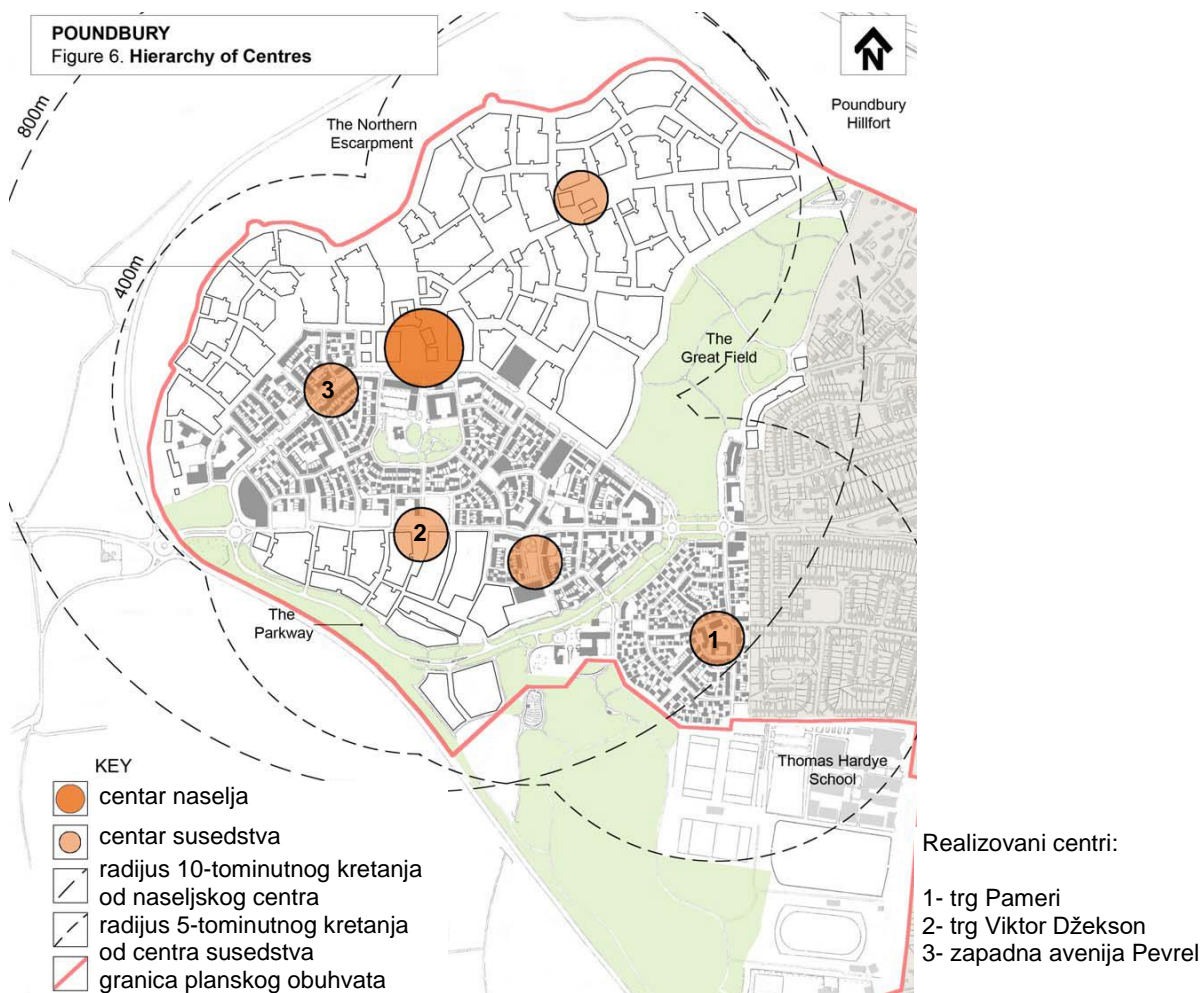 POUNDBURY
Figure 6. Hierarchy of Centres
N
Poundbury
Hillfort
800m
The Northern
Escarpment
400m
The
Great Field
3
2
1
The
Parkway
Thomas Hardye
School
KEY
centar naselja
centar susedstva
radijus 10-tominutnog kretanja
od naseljskog centra
radijus 5-tominutnog kretanja
od centra susedstva
granica planskog obuhvata
Realizovani centri:
1- trg Pameri
2- trg Viktor Džekson
3- zapadna avenija Pevrel